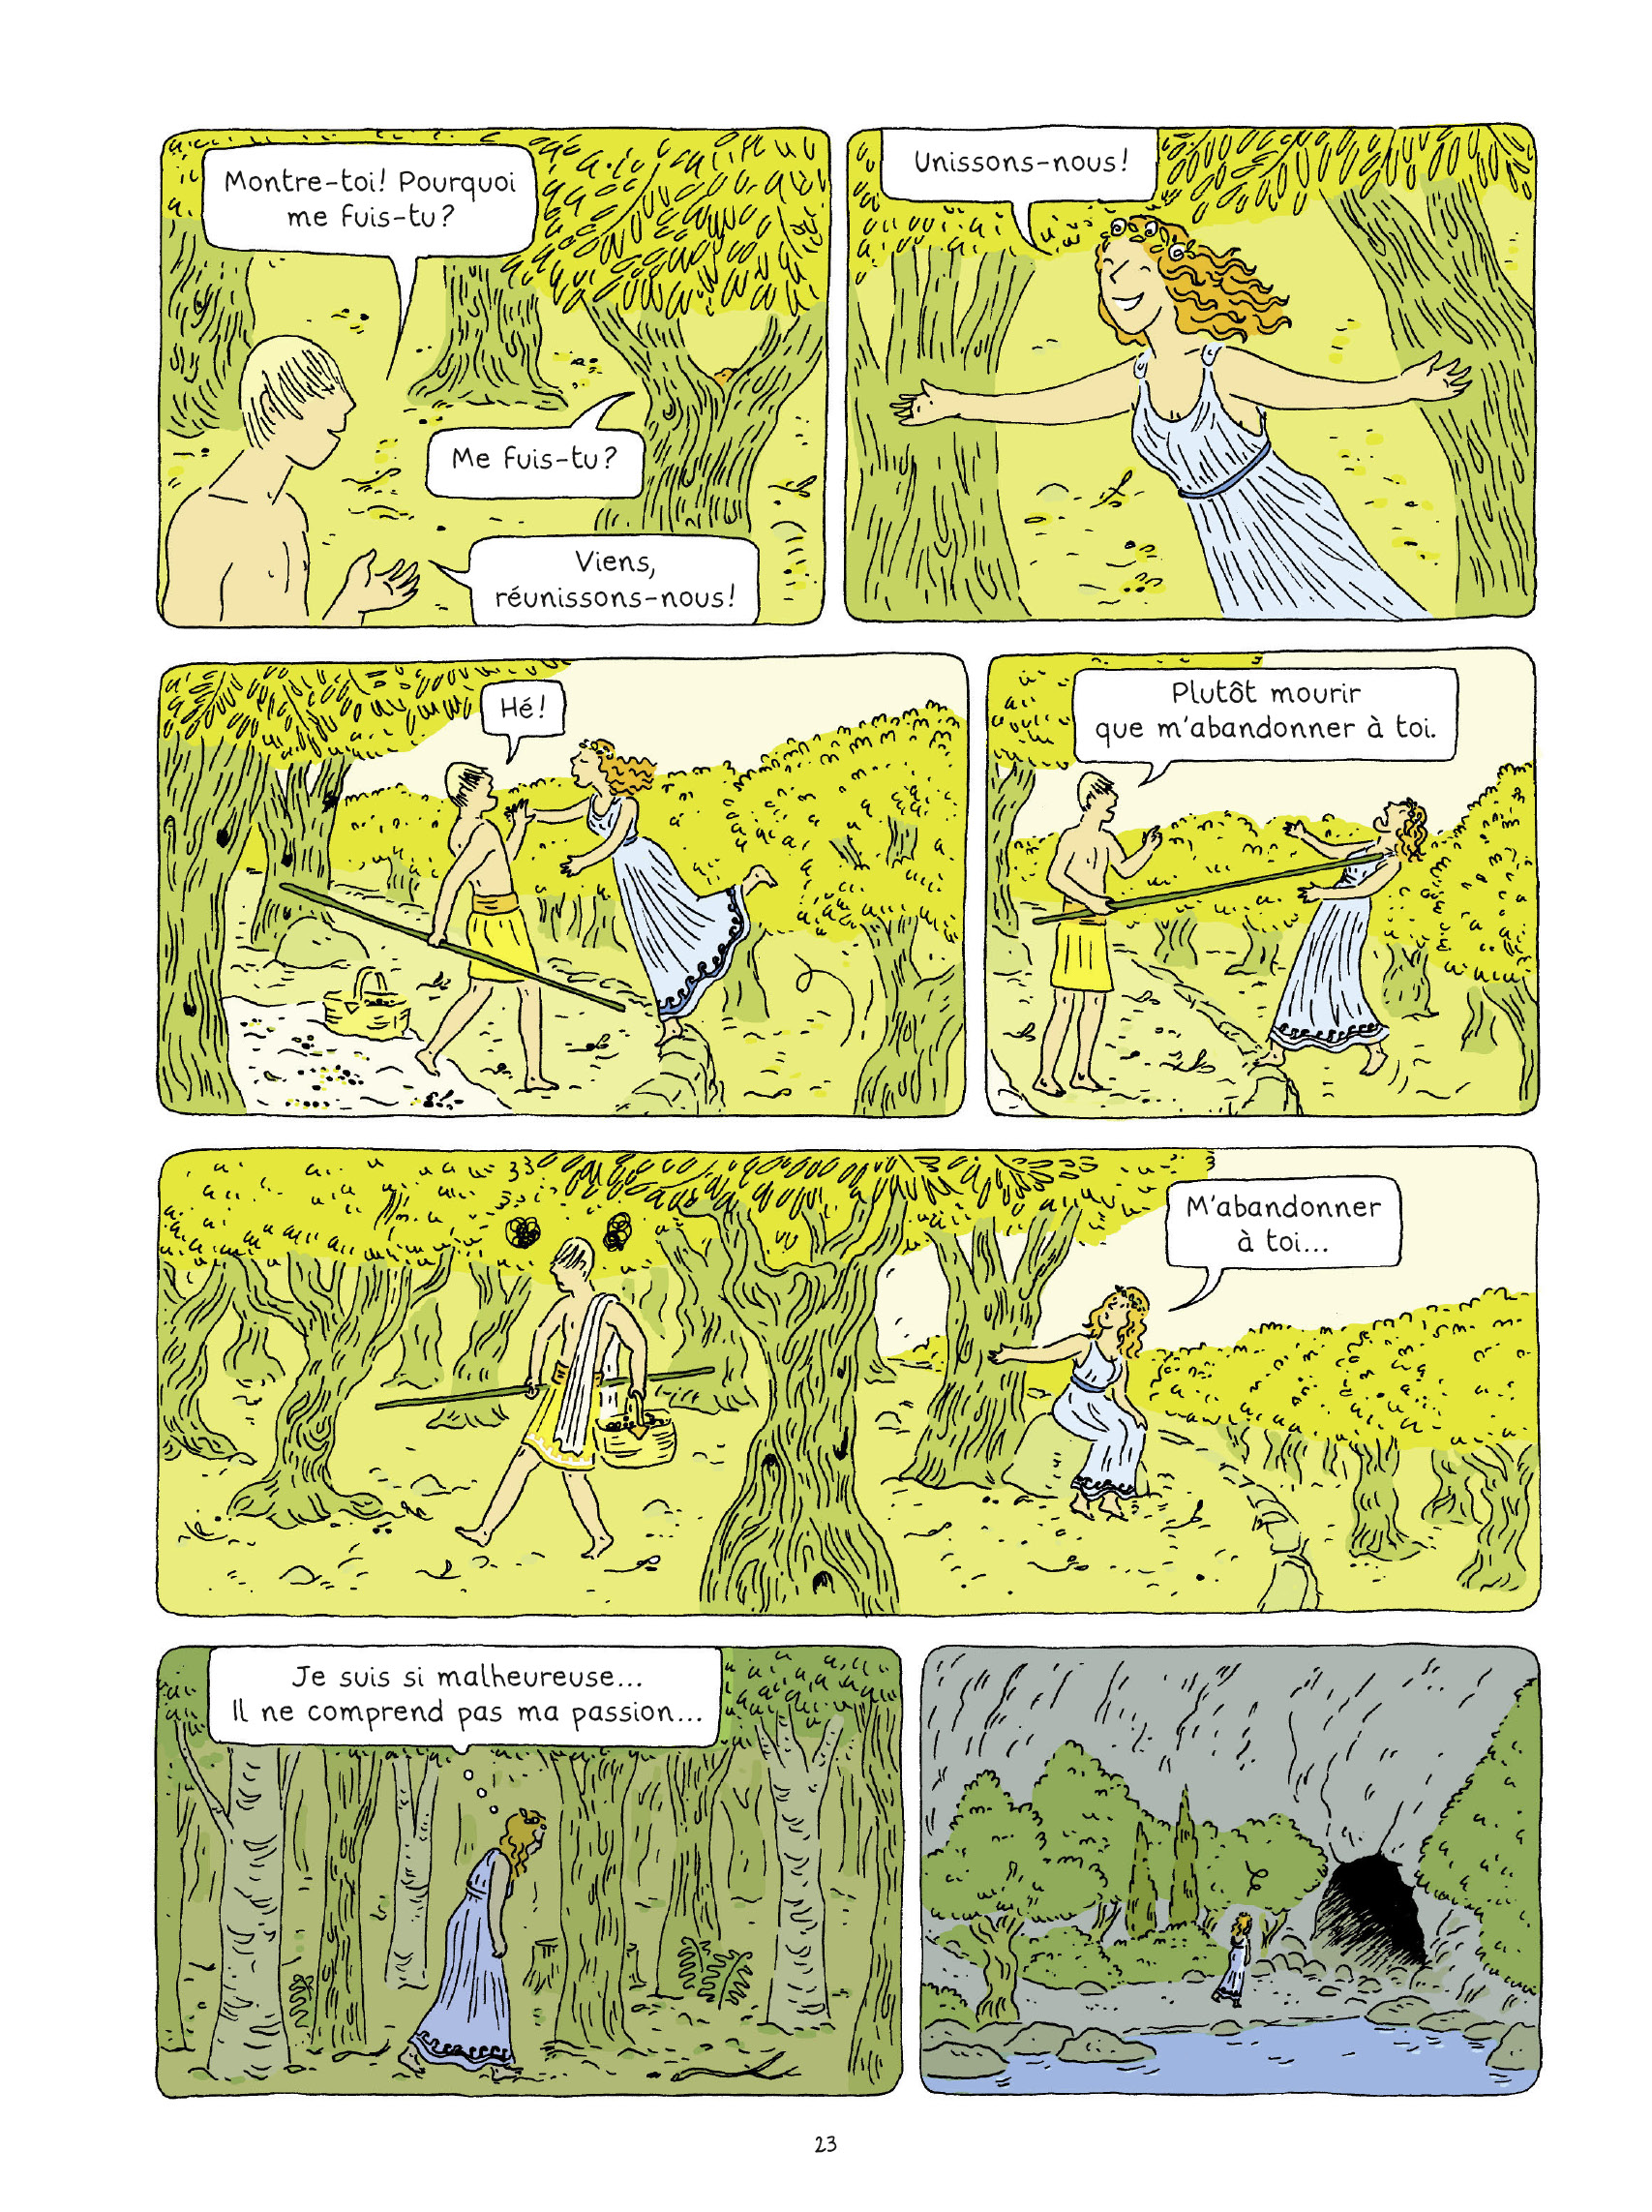 Montre-toi! Pourquoi
me fuis-tu?
Me fuis-tu?
Viens,
réunissons-nous!
Unissons-nous!
Hé!
Plutôt mourir
que m'abandonner à toi.
M'abandonner
à toi...
Je suis si malheureuse...
Il ne comprend pas ma passion...
23